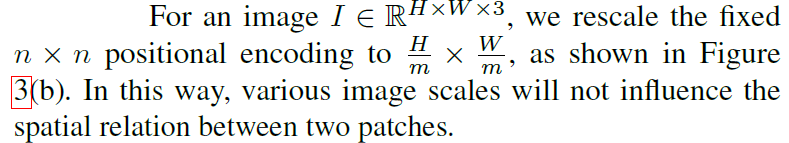 For an image $I \in \mathbb{R}^{H \times W \times 3}$, we rescale the fixed
$n \times n$ positional encoding to $\frac{H}{m} \times \frac{W}{m}$, as shown in Figure
3(b). In this way, various image scales will not influence the
spatial relation between two patches.